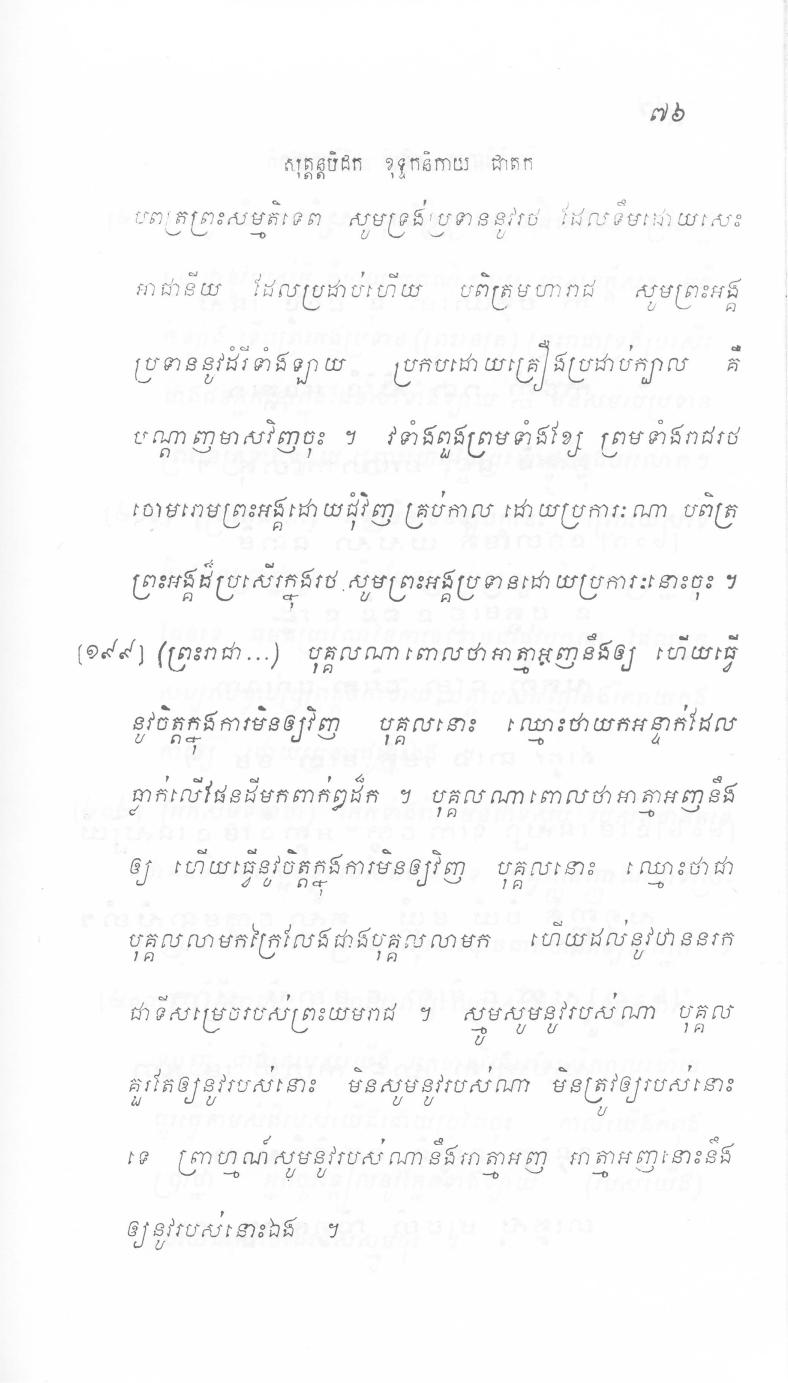 ៧៦
សុត្តន្តបិដក ខុទ្ទកនិកាយ ជាតក
បពិត្រព្រះសម្មតិទេព សូមទ្រង់ប្រទាននូវរថ ដែលទឹមដោយសេះ
អាជានីយ ដែលប្រដាប់ហើយ បពិត្រមហារាជ សូមព្រះអង្គ
ប្រទាននូវដំរីទាំងឡាយ ប្រកបដោយគ្រឿងប្រដាប់ក្បាល គឺ
បណ្តាញមាសវិញចុះ ។ វទាំងពួងព្រមទាំងខ្សែ ព្រមទាំងរាជរថ
ចោមរោមព្រះអង្គដោយជុំវិញ គ្រប់កាល ដោយប្រការៈណា បពិត្រ
ព្រះអង្គដ៏ប្រសើរក្នុងរថ សូមព្រះអង្គប្រទានដោយប្រការៈនោះចុះ ។
[១៩៩] (ព្រះរាជា...) បុគ្គលណាពោលថាអាត្មាអញនឹងឲ្យ ហើយធ្វើ
នូវចិត្តក្នុងការមិនឲ្យវិញ បុគ្គលនោះ ឈ្មោះថាយកអន្ទាក់ដែល
ធ្លាក់លើផែនដីមកពាក់ឰដ៏ក ។ បុគ្គលណាពោលថាអាត្មាអញនឹង
ឲ្យ ហើយធ្វើនូវចិត្តក្នុងការមិនឲ្យវិញ បុគ្គលនោះ ឈ្មោះថាជា
បុគ្គលលាមកក្រៃលែងជាងបុគ្គលលាមក ហើយដល់នូវឋាននរក
ជាទីសម្រេចរបស់ព្រះយមរាជ ។ ស្មូមសូមនូវរបស់ណា បុគ្គល
គួរតែឲ្យនូវរបស់នោះ មិនសូមនូវរបស់ណា មិនត្រូវឲ្យរបស់នោះ
ទេ ព្រាហ្មណ៍សូមនូវរបស់ណានឹងអាត្មាអញ អាត្មាអញនោះនឹង
ឲ្យនូវរបស់នោះឯង ។